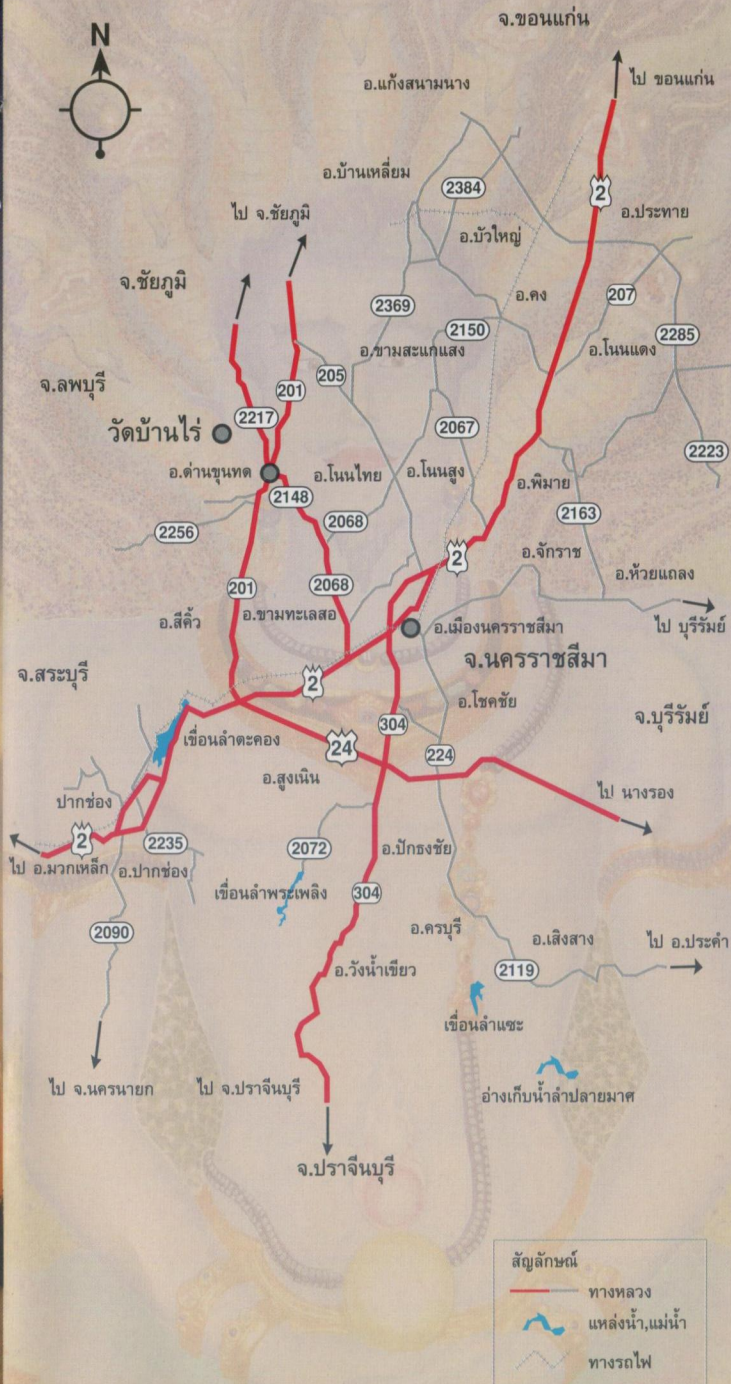 จ.ขอนแก่น
N
ไป ขอนแก่น
อ.แก้งสนามนาง
อ.บ้านเหลี่ยม
2384
2
อ.ประทาย
ไป จ.ชัยภูมิ
อ.บัวใหญ่
จ.ชัยภูมิ
อ.คง
207
2369
2150
2285
อ.ขามสะแกแสง
อ.โนนแดง
จ.ลพบุรี
205
201
2217
วัดบ้านไร่
2067
2223
อ.ด่านขุนทด
อ.โนนไทย
อ.โนนสูง
อ.พิมาย
2148
2068
2163
2256
2
อ.จักราช
อ.ห้วยแถลง
201
2068
อ.สีคิ้ว
อ.ขามทะเลสอ
อ.เมืองนครราชสีมา
ไป บุรีรัมย์
จ.นครราชสีมา
จ.สระบุรี
2
อ.โชคชัย
จ.บุรีรัมย์
304
เขื่อนลำตะคอง
24
224
อ.สูงเนิน
ไป นางรอง
ปากช่อง
2
2235
2072
อ.ปักธงชัย
ไป อ.มวกเหล็ก
อ.ปากช่อง
เขื่อนลำพระเพลิง
304
2090
อ.ครบุรี
อ.เสิงสาง
ไป อ.ประคำ
อ.วังน้ำเขียว
2119
เขื่อนลำแซะ
ไป จ.นครนายก
ไป จ.ปราจีนบุรี
อ่างเก็บน้ำลำปลายมาศ
จ.ปราจีนบุรี
สัญลักษณ์
ทางหลวง
แหล่งน้ำ,แม่น้ำ
ทางรถไฟ